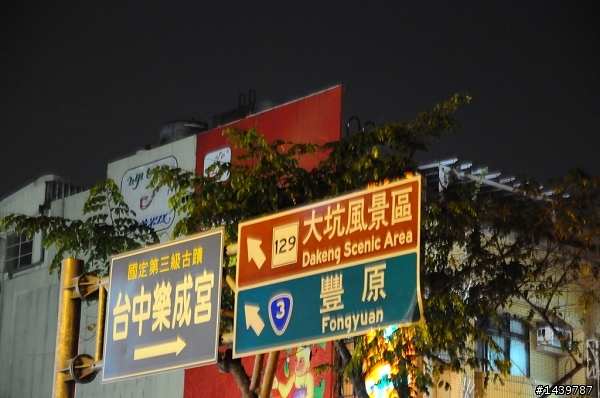 國定第三級古蹟
台中樂成宮
129
大坑風景區
Dakeng Scenic Area
3
豐原
Fongyuan
#1439787